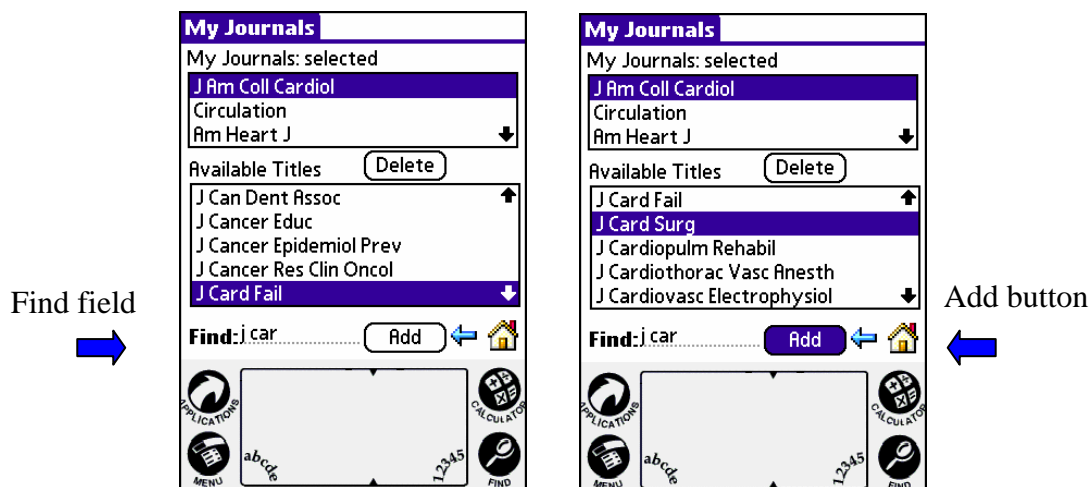 My Journals
My Journals: selected
J Am Coll Cardiol
Circulation
Am Heart J
Available Titles
Delete
J Can Dent Assoc
J Cancer Educ
J Cancer Epidemiol Prev
J Cancer Res Clin Oncol
J Card Fail
Find: j car
Add
APPLICATIONS
CALCULATOR
MENU
abcde
12345
FIND
Find field
My Journals
My Journals: selected
J Am Coll Cardiol
Circulation
Am Heart J
Available Titles
Delete
J Card Fail
J Card Surg
J Cardiopulm Rehabil
J Cardiothorac Vasc Anesth
J Cardiovasc Electrophysiol
Find: j car
Add
APPLICATIONS
CALCULATOR
MENU
abcde
12345
FIND
Add button